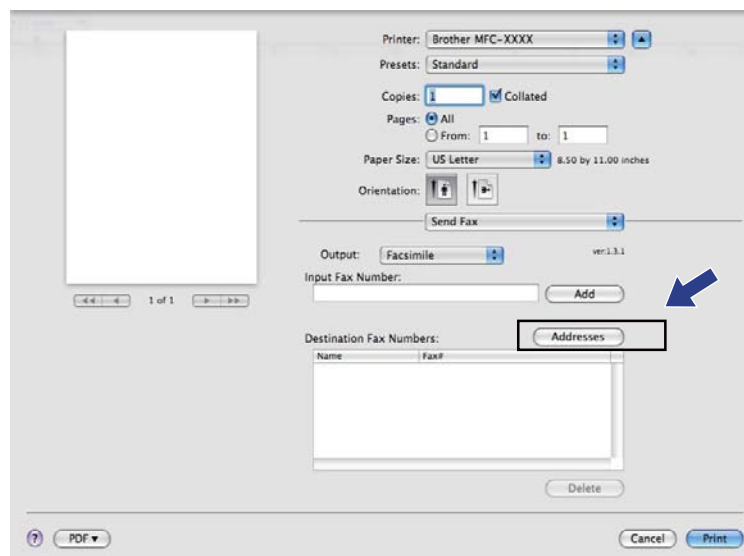 Printer: Brother MFC-XXXX
Presets: Standard
Copies: 1 Collated
Pages: All
From: 1 to: 1
Paper Size: US Letter 8.50 by 11.00 inches
Orientation:
Send Fax
Output: Facsimile ver:1.3.1
Input Fax Number:
Add
1 of 1
Destination Fax Numbers: Addresses
Name Fax#
Delete
? PDF Cancel Print